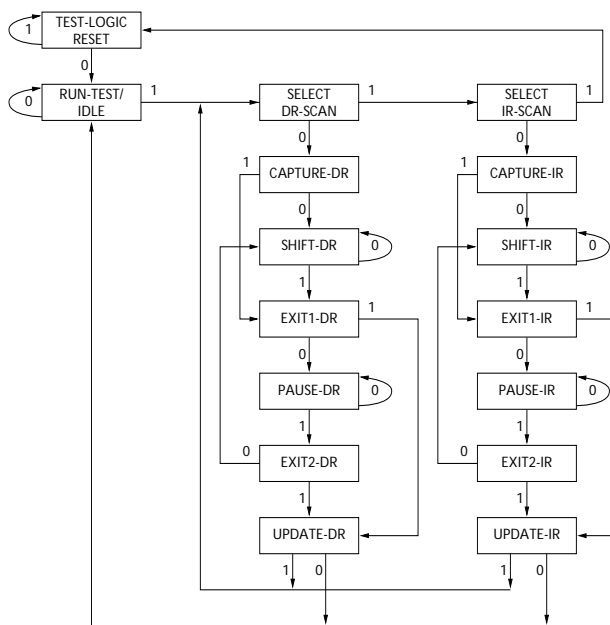 TEST-LOGIC
RESET
1
0
RUN-TEST/
IDLE
0
1
SELECT
DR-SCAN
1
SELECT
IR-SCAN
1
0
0
1
CAPTURE-DR
1
CAPTURE-IR
0
0
SHIFT-DR
0
SHIFT-IR
0
1
1
EXIT1-DR
1
EXIT1-IR
1
0
0
PAUSE-DR
0
PAUSE-IR
0
1
1
0
EXIT2-DR
0
EXIT2-IR
1
1
UPDATE-DR
UPDATE-IR
1
0
1
0